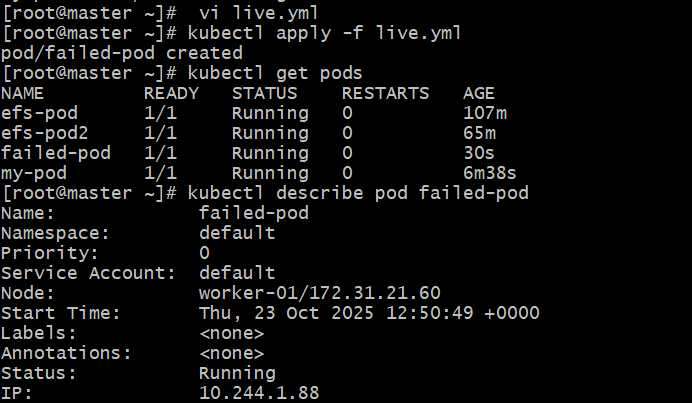 [root@master ~]#  vi live.yml
[root@master ~]# kubectl apply -f live.yml
pod/failed-pod created
[root@master ~]# kubectl get pods
NAME         READY   STATUS    RESTARTS   AGE
efs-pod      1/1     Running   0          107m
efs-pod2     1/1     Running   0          65m
failed-pod   1/1     Running   0          30s
my-pod       1/1     Running   0          6m38s
[root@master ~]# kubectl describe pod failed-pod
Name:             failed-pod
Namespace:        default
Priority:         0
Service Account:  default
Node:             worker-01/172.31.21.60
Start Time:       Thu, 23 Oct 2025 12:50:49 +0000
Labels:           <none>
Annotations:      <none>
Status:           Running
IP:               10.244.1.88